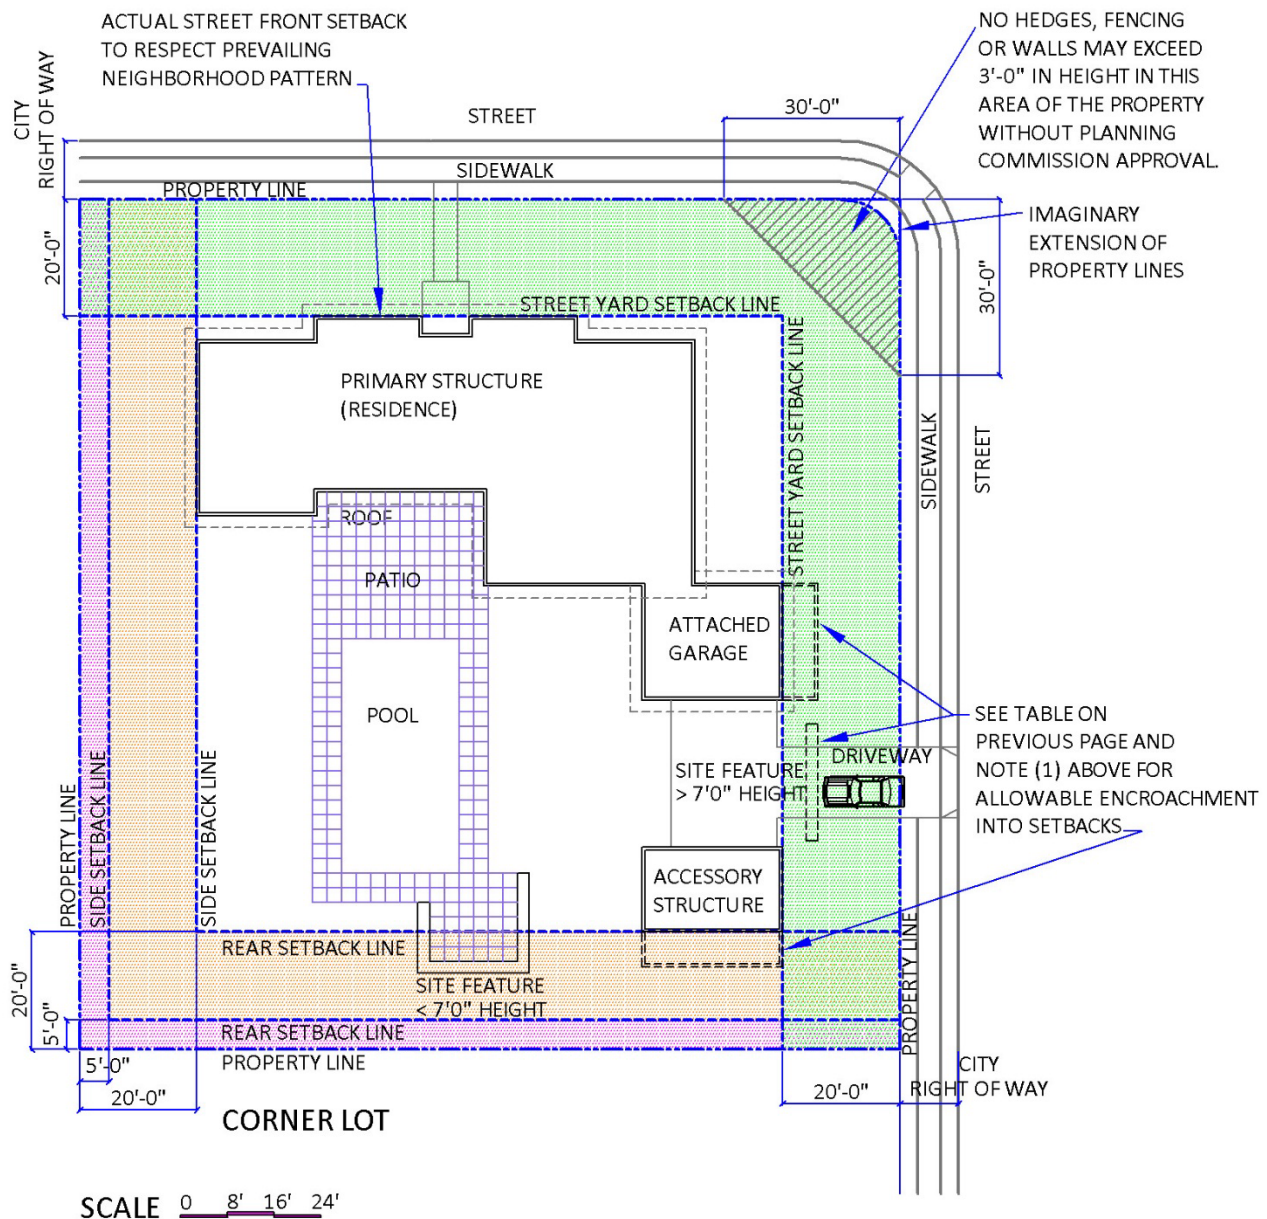 ACTUAL STREET FRONT SETBACK
TO RESPECT PREVAILING
NEIGHBORHOOD PATTERN
NO HEDGES, FENCING
OR WALLS MAY EXCEED
3'-0" IN HEIGHT IN THIS
AREA OF THE PROPERTY
WITHOUT PLANNING
COMMISSION APPROVAL.
CITY
RIGHT OF WAY
STREET
30'-0"
SIDEWALK
PROPERTY LINE
IMAGINARY
EXTENSION OF
PROPERTY LINES
20'-0"
30'-0"
STREET YARD SETBACK LINE
STREET YARD SETBACK LINE
PRIMARY STRUCTURE
(RESIDENCE)
SIDEWALK
STREET
ROOF
PATIO
ATTACHED
GARAGE
POOL
SEE TABLE ON
PREVIOUS PAGE AND
NOTE (1) ABOVE FOR
ALLOWABLE ENCROACHMENT
INTO SETBACKS
DRIVEWAY
SITE FEATURE
> 7'0" HEIGHT
PROPERTY LINE
SIDE SETBACK LINE
SIDE SETBACK LINE
ACCESSORY
STRUCTURE
REAR SETBACK LINE
SITE FEATURE
< 7'0" HEIGHT
20'-0"
5'-0"
REAR SETBACK LINE
PROPERTY LINE
PROPERTY LINE
5'-0"
20'-0"
20'-0"
CITY
RIGHT OF WAY
CORNER LOT
SCALE 0 8' 16' 24'